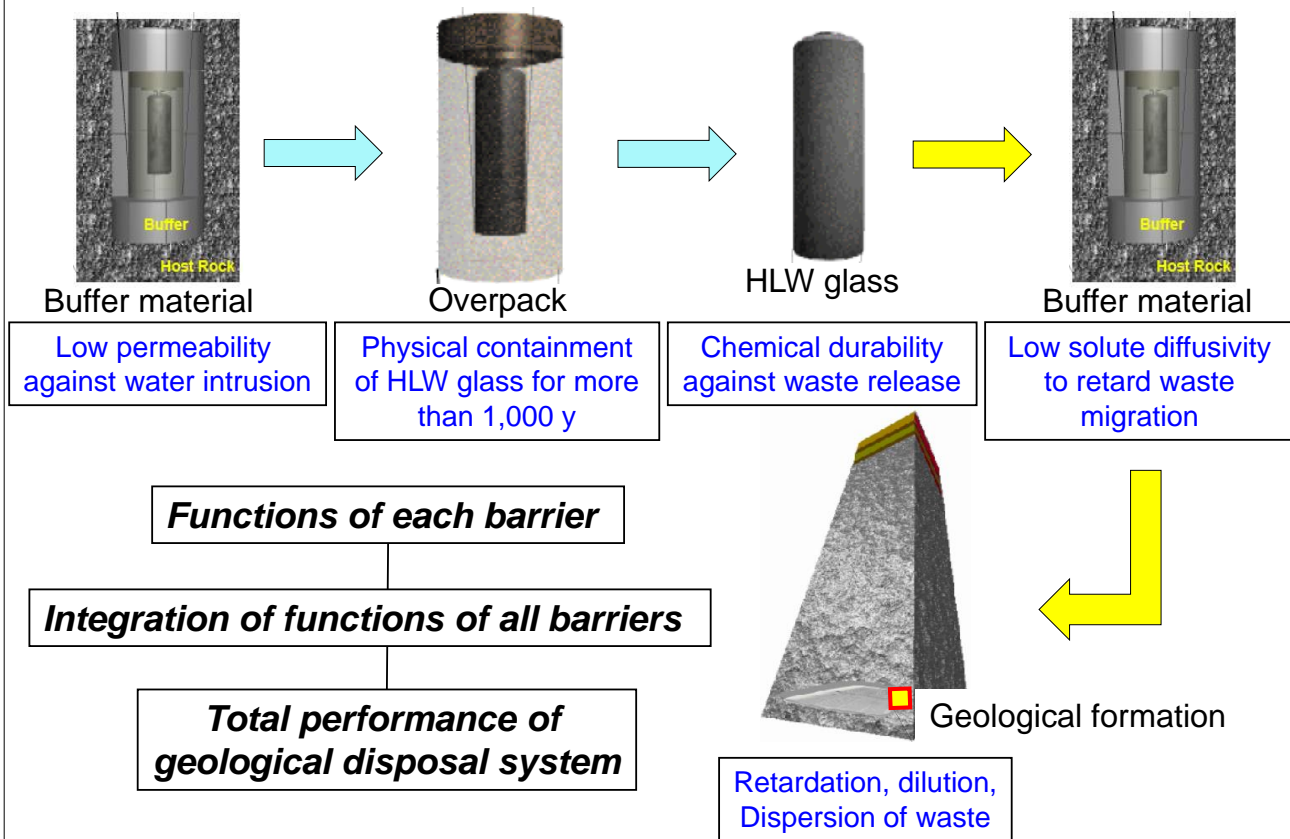 Buffer
Host Rock
Buffer material
Low permeability
against water intrusion
Overpack
Physical containment
of HLW glass for more
than 1,000 y
HLW glass
Chemical durability
against waste release
Buffer
Host Rock
Buffer material
Low solute diffusivity
to retard waste
migration
Functions of each barrier
Integration of functions of all barriers
Total performance of
geological disposal system
Geological formation
Retardation, dilution,
Dispersion of waste